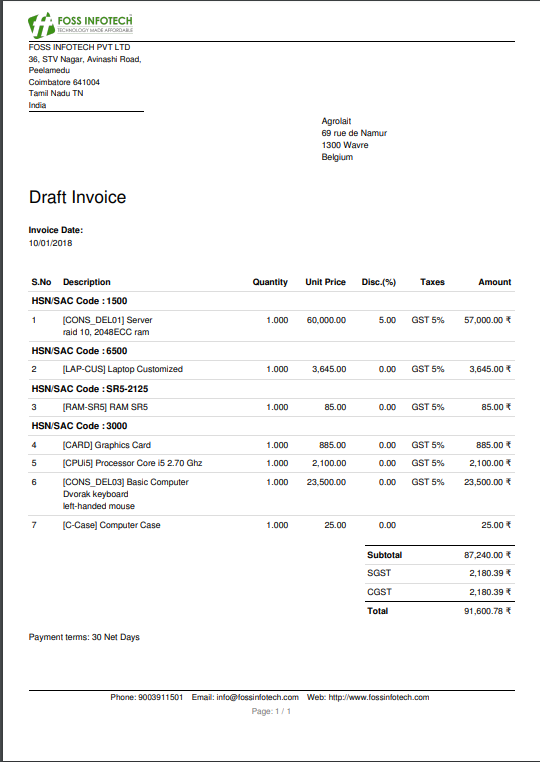 FOSS INFOTECH
TECHNOLOGY MADE AFFORDABLE
FOSS INFOTECH PVT LTD
36, STV Nagar, Avinashi Road,
Peelamedu
Coimbatore 641004
Tamil Nadu TN
India
Agrolait
69 rue de Namur
1300 Wavre
Belgium
Draft Invoice
Invoice Date:
10/01/2018
S.No Description Quantity Unit Price Disc.(%) Taxes Amount
HSN/SAC Code : 1500
1 [CONS_DEL01] Server 1.000 60,000.00 5.00 GST 5% 57,000.00 ₹
raid 10, 2048ECC ram
HSN/SAC Code : 6500
2 [LAP-CUS] Laptop Customized 1.000 3,645.00 0.00 GST 5% 3,645.00 ₹
HSN/SAC Code : SR5-2125
3 [RAM-SR5] RAM SR5 1.000 85.00 0.00 GST 5% 85.00 ₹
HSN/SAC Code : 3000
4 [CARD] Graphics Card 1.000 885.00 0.00 GST 5% 885.00 ₹
5 [CPUi5] Processor Core i5 2.70 Ghz 1.000 2,100.00 0.00 GST 5% 2,100.00 ₹
6 [CONS_DEL03] Basic Computer 1.000 23,500.00 0.00 GST 5% 23,500.00 ₹
Dvorak keyboard
left-handed mouse
7 [C-Case] Computer Case 1.000 25.00 0.00 25.00 ₹
Subtotal 87,240.00 ₹
SGST 2,180.39 ₹
CGST 2,180.39 ₹
Total 91,600.78 ₹
Payment terms: 30 Net Days
Phone: 9003911501 Email: info@fossinfotech.com Web: http://www.fossinfotech.com
Page: 1 / 1